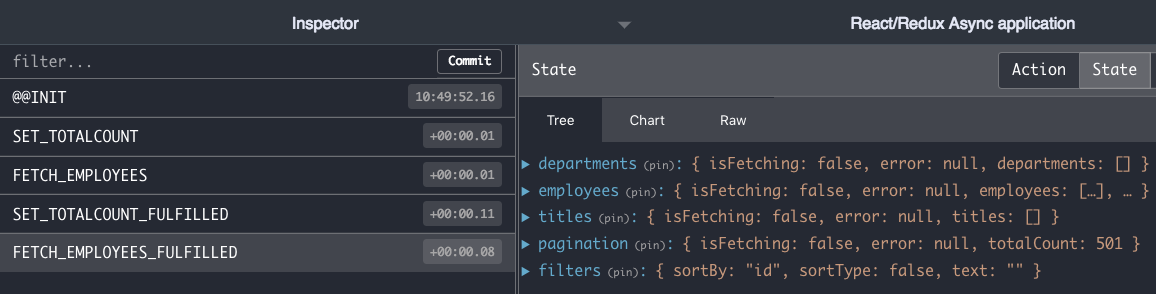 Inspector
React/Redux Async application
filter...
Commit
State
Action
State
@@INIT
10:49:52.16
SET_TOTALCOUNT
+00:00.01
FETCH_EMPLOYEES
+00:00.01
SET_TOTALCOUNT_FULFILLED
+00:00.11
FETCH_EMPLOYEES_FULFILLED
+00:00.08
Tree
Chart
Raw
departments (pin): { isFetching: false, error: null, departments: [] }
employees (pin): { isFetching: false, error: null, employees: […], … }
titles (pin): { isFetching: false, error: null, titles: [] }
pagination (pin): { isFetching: false, error: null, totalCount: 501 }
filters (pin): { sortBy: "id", sortType: false, text: "" }